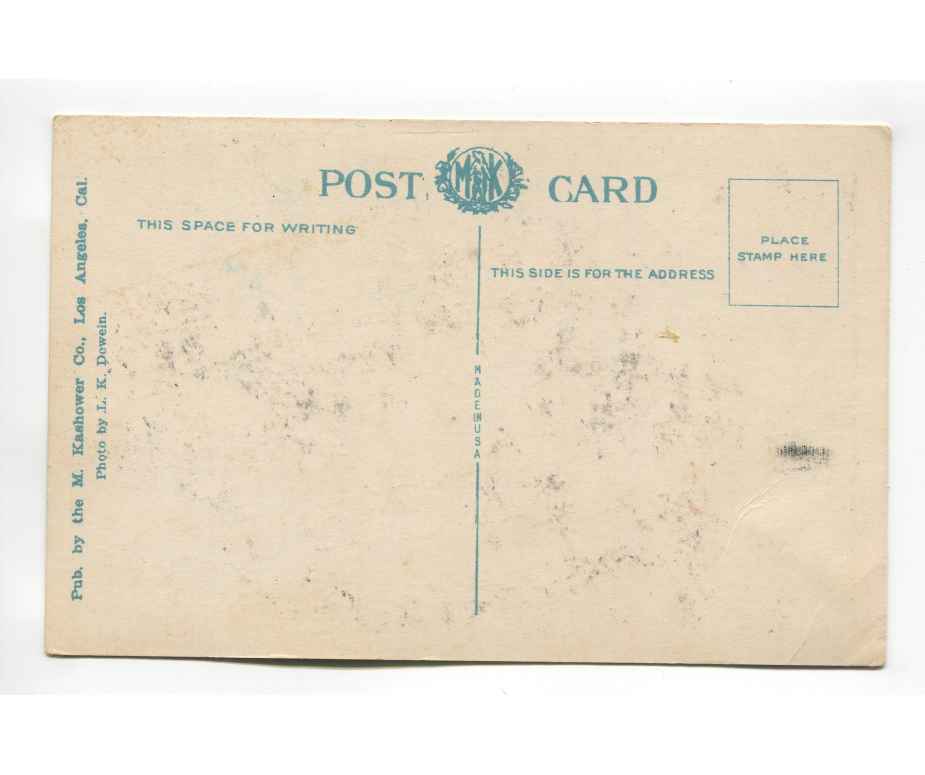 POST MK CARD
THIS SPACE FOR WRITING
THIS SIDE IS FOR THE ADDRESS
PLACE
STAMP HERE
MADE IN USA
Pub. by the M. Kashower Co., Los Angeles, Cal.
Photo by L. K. Dewein.